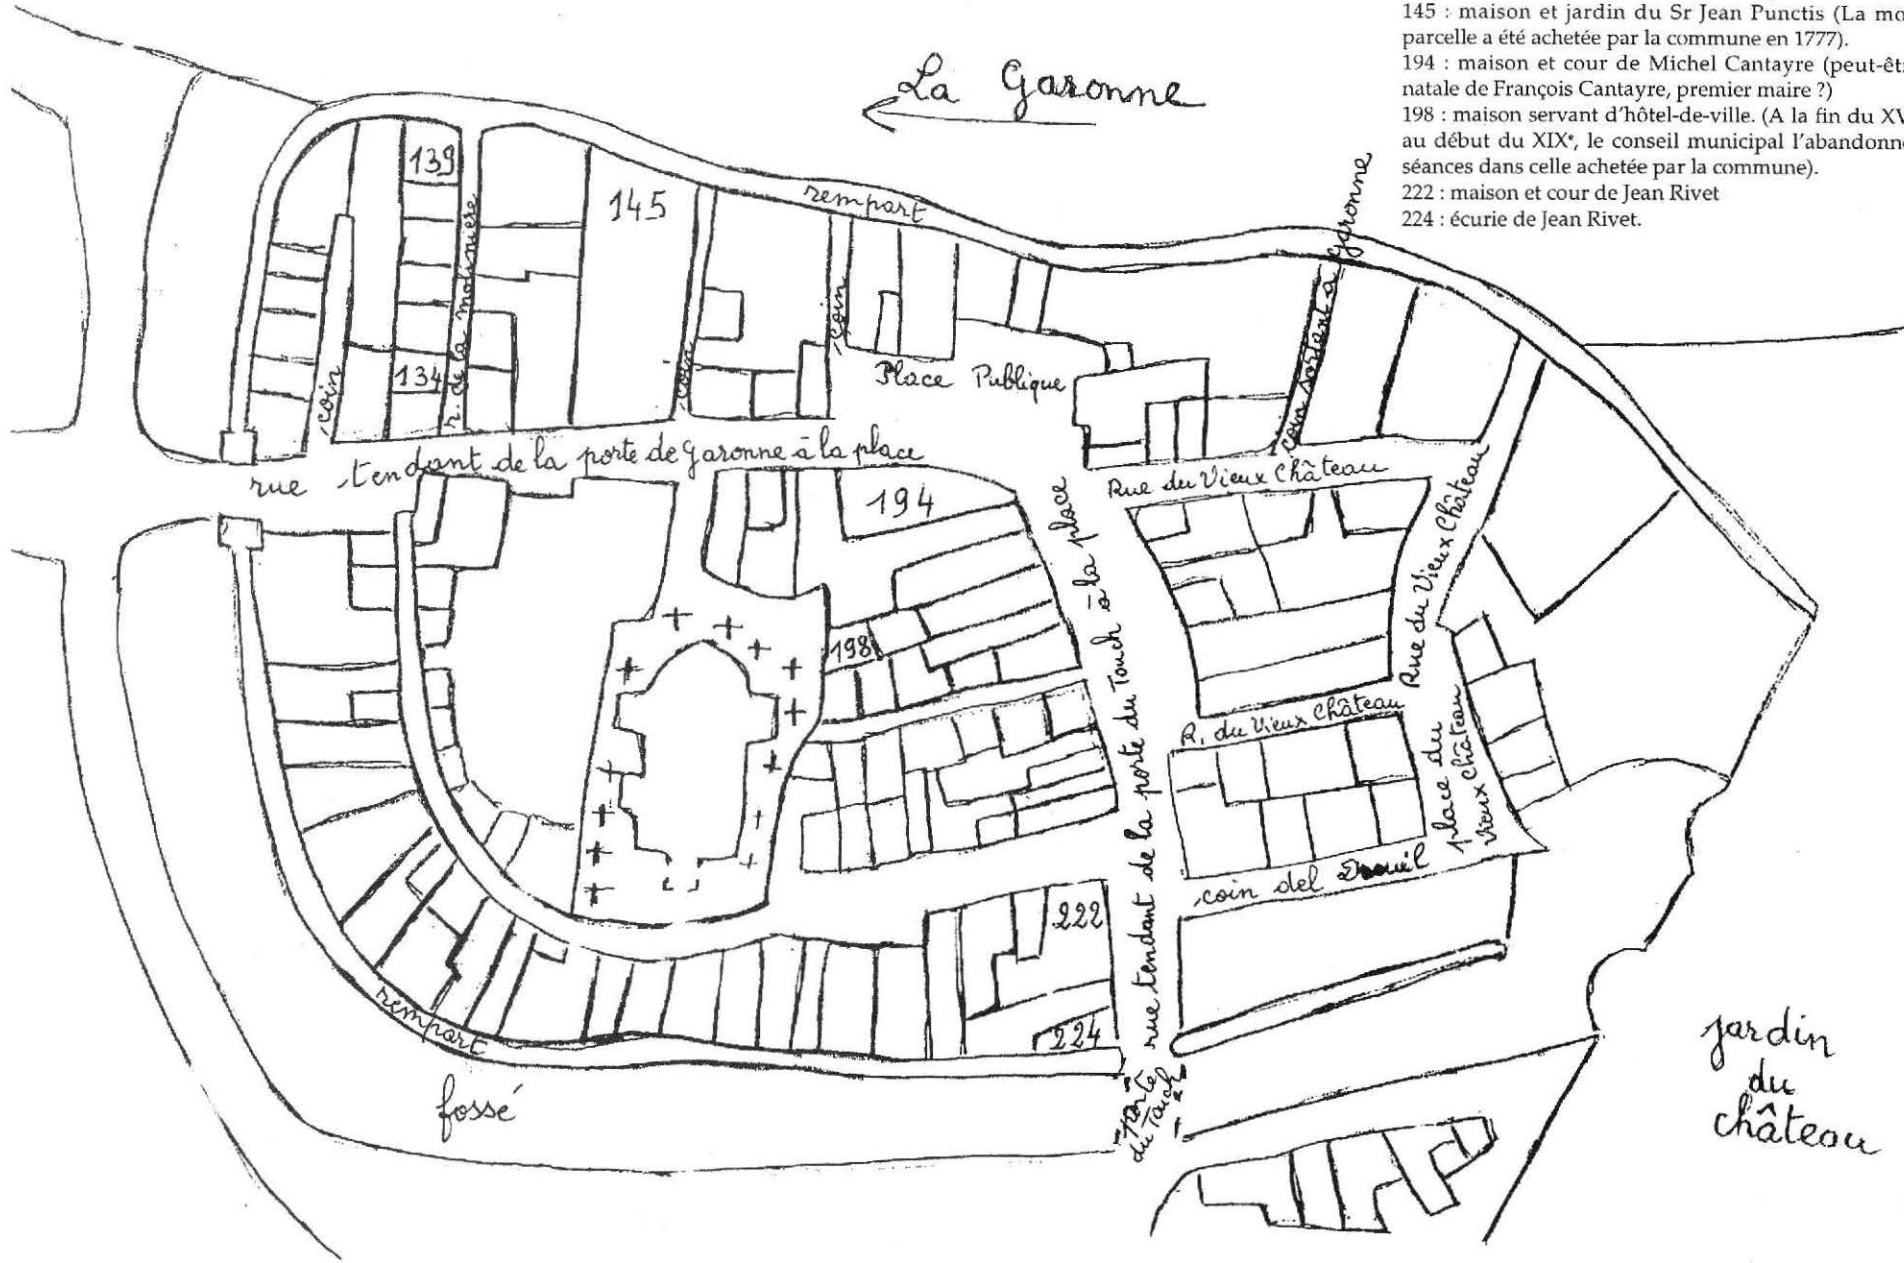 145 : maison et jardin du Sr Jean Punctis (La mo
parcelle a été achetée par la commune en 1777).
194 : maison et cour de Michel Cantayre (peut-êt
natale de François Cantayre, premier maire ?)
198 : maison servant d'hôtel-de-ville. (A la fin du XV
au début du XIXe, le conseil municipal l'abandonn
séances dans celle achetée par la commune).
222 : maison et cour de Jean Rivet
224 : écurie de Jean Rivet.
La Garonne
rempart
139
145
r. de la molinière
coin
134
coin
coin
Place Publique
coin sortant à garonne
rue tendant de la porte de garonne à la place
Rue du Vieux Château
Rue du Vieux Château
194
198
rue tendant de la porte du Touch à la place
R. du Vieux Château
place du
Vieux Château
coin del
222
224
rempart
fossé
Porte
du Touch
jardin
du
château